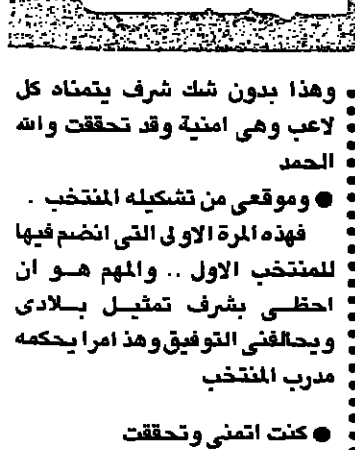 وهذا بدون شك شرف يتمناه كل
لاعب وهى امنية وقد تحققت والله
الحمد
● وموقعى من تشكيله المنتخب .
فهذه المرة الاولى التى انضم فيها
للمنتخب الاول .. والمهم هو ان
احظى بشرف تمثيل بلادى
ويحالفنى التوفيق وهذ امرا يحكمه
مدرب المنتخب
● كنت اتمنى وتحققت